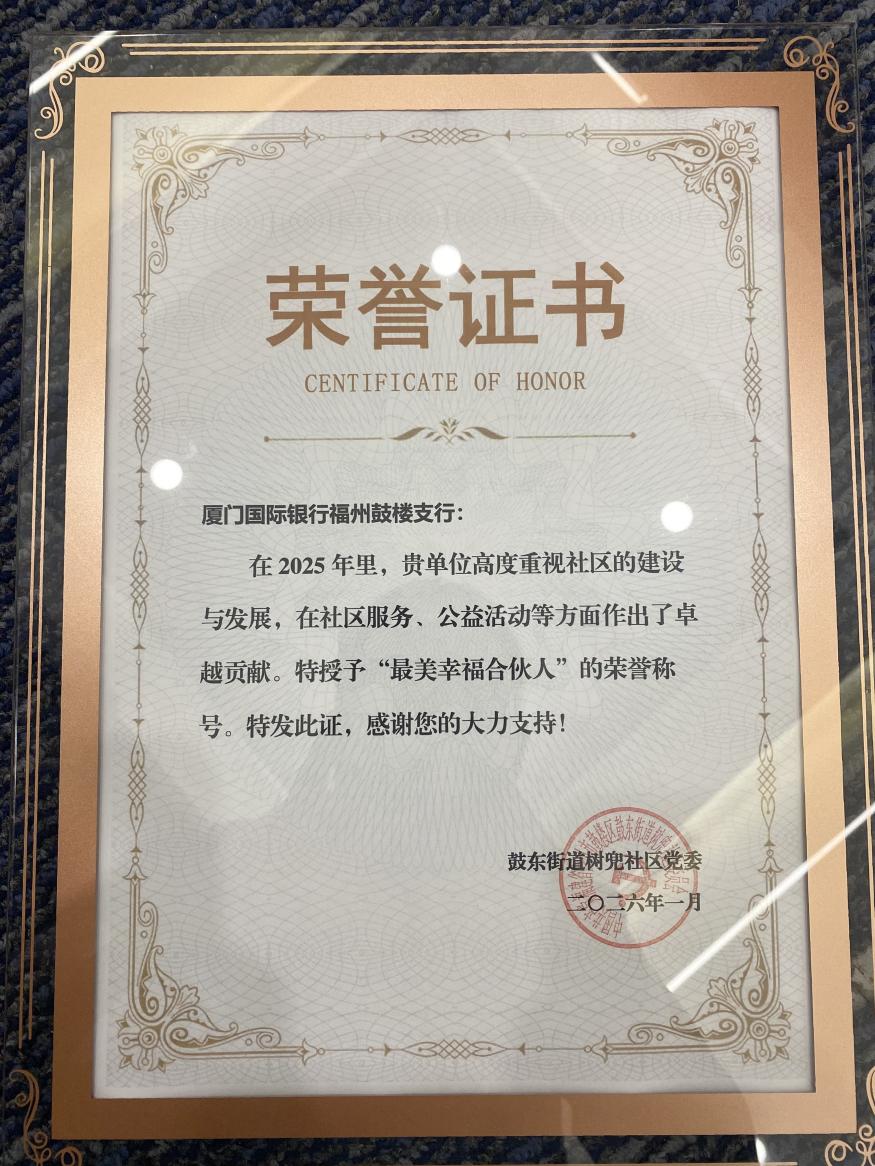 荣誉证书
CENTIFICATE OF HONOR
厦门国际银行福州鼓楼支行：
在 2025 年里，贵单位高度重视社区的建设
与发展，在社区服务、公益活动等方面作出了卓
越贡献。特授予“最美幸福合伙人”的荣誉称
号。特发此证，感谢您的大力支持！
鼓东街道树兜社区党委
二〇二六年一月